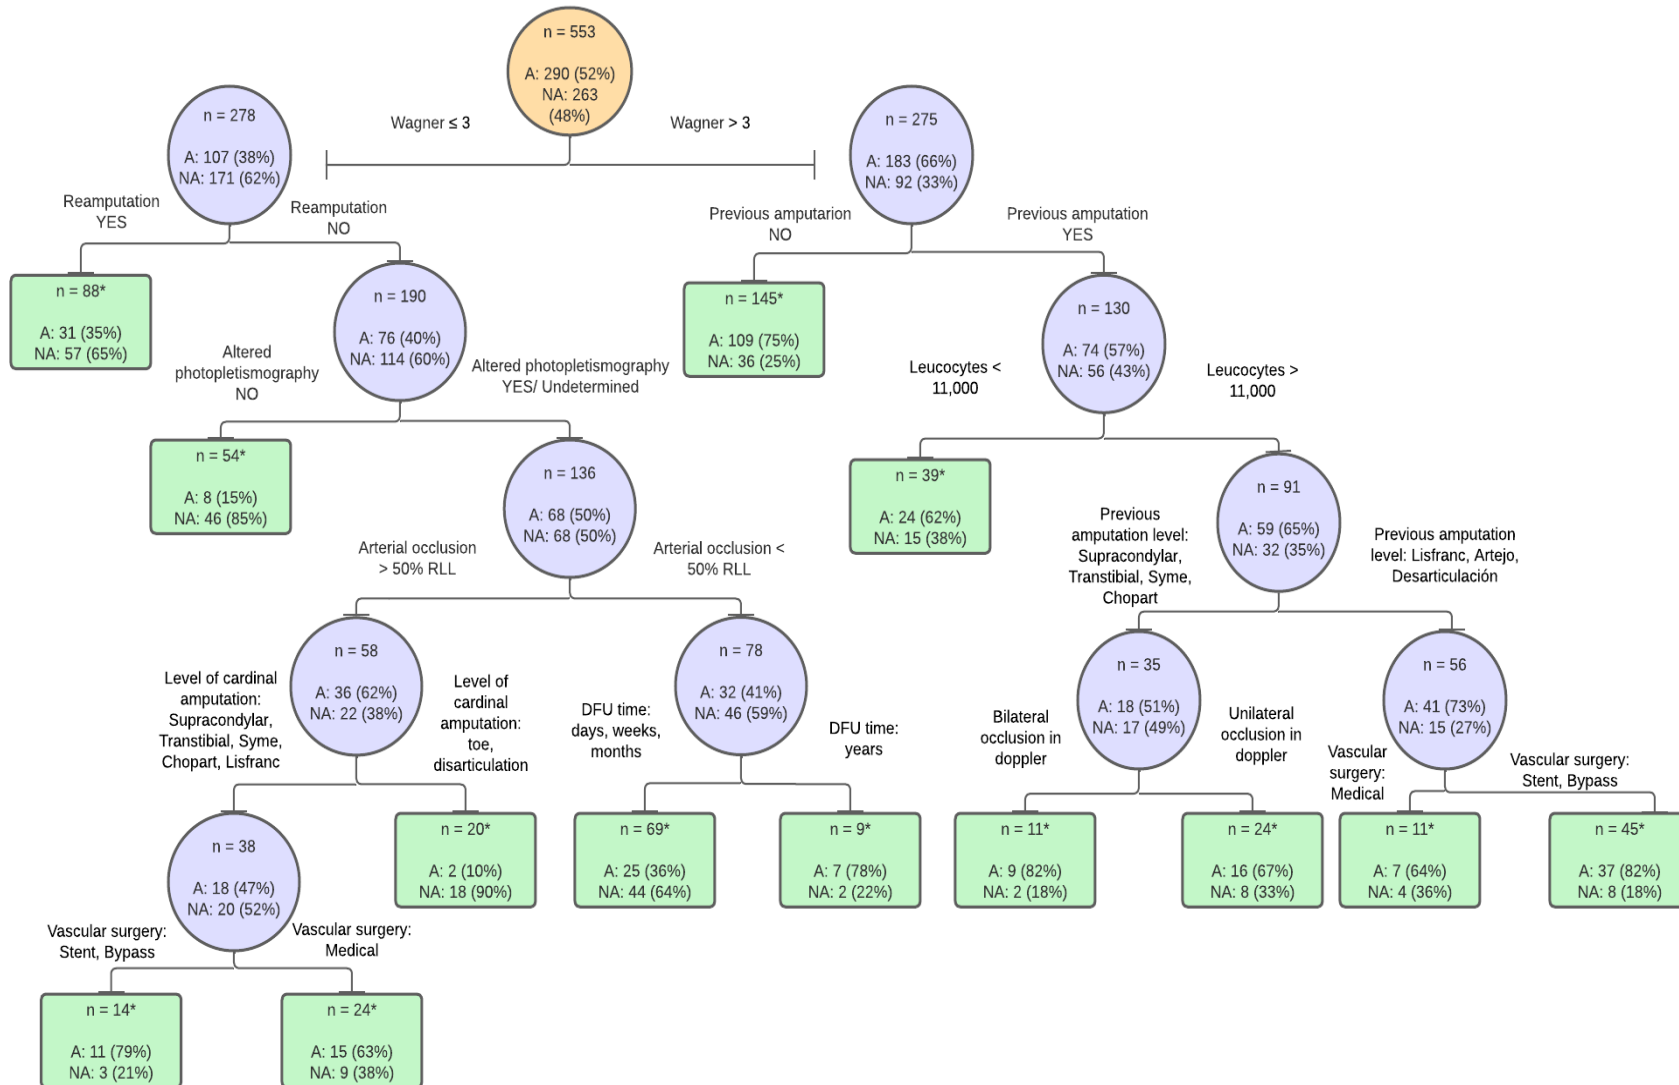 n = 553
A: 290 (52%)
NA: 263
(48%)
Wagner ≤ 3
Wagner > 3
n = 278
A: 107 (38%)
NA: 171 (62%)
n = 275
A: 183 (66%)
NA: 92 (33%)
Reamputation
YES
Reamputation
NO
Previous amputarion
NO
Previous amputation
YES
n = 88*
A: 31 (35%)
NA: 57 (65%)
n = 190
A: 76 (40%)
NA: 114 (60%)
n = 145*
A: 109 (75%)
NA: 36 (25%)
n = 130
A: 74 (57%)
NA: 56 (43%)
Altered
photopletismography
NO
Altered photopletismography
YES/ Undetermined
Leucocytes <
11,000
Leucocytes >
11,000
n = 54*
A: 8 (15%)
NA: 46 (85%)
n = 136
A: 68 (50%)
NA: 68 (50%)
n = 39*
A: 24 (62%)
NA: 15 (38%)
n = 91
A: 59 (65%)
NA: 32 (35%)
Arterial occlusion
> 50% RLL
Arterial occlusion <
50% RLL
Previous
amputation level:
Supracondylar,
Transtibial, Syme,
Chopart
Previous amputation
level: Lisfranc, Artejo,
Desarticulación
n = 58
A: 36 (62%)
NA: 22 (38%)
n = 78
A: 32 (41%)
NA: 46 (59%)
n = 35
A: 18 (51%)
NA: 17 (49%)
n = 56
A: 41 (73%)
NA: 15 (27%)
Level of cardinal
amputation:
Supracondylar,
Transtibial, Syme,
Chopart, Lisfranc
Level of
cardinal
amputation:
toe,
disarticulation
DFU time:
days, weeks,
months
DFU time:
years
Bilateral
occlusion in
doppler
Unilateral
occlusion in
doppler
Vascular
surgery:
Medical
Vascular surgery:
Stent, Bypass
n = 38
A: 18 (47%)
NA: 20 (52%)
n = 20*
A: 2 (10%)
NA: 18 (90%)
n = 69*
A: 25 (36%)
NA: 44 (64%)
n = 9*
A: 7 (78%)
NA: 2 (22%)
n = 11*
A: 9 (82%)
NA: 2 (18%)
n = 24*
A: 16 (67%)
NA: 8 (33%)
n = 11*
A: 7 (64%)
NA: 4 (36%)
n = 45*
A: 37 (82%)
NA: 8 (18%)
Vascular surgery:
Stent, Bypass
Vascular surgery:
Medical
n = 14*
A: 11 (79%)
NA: 3 (21%)
n = 24*
A: 15 (63%)
NA: 9 (38%)